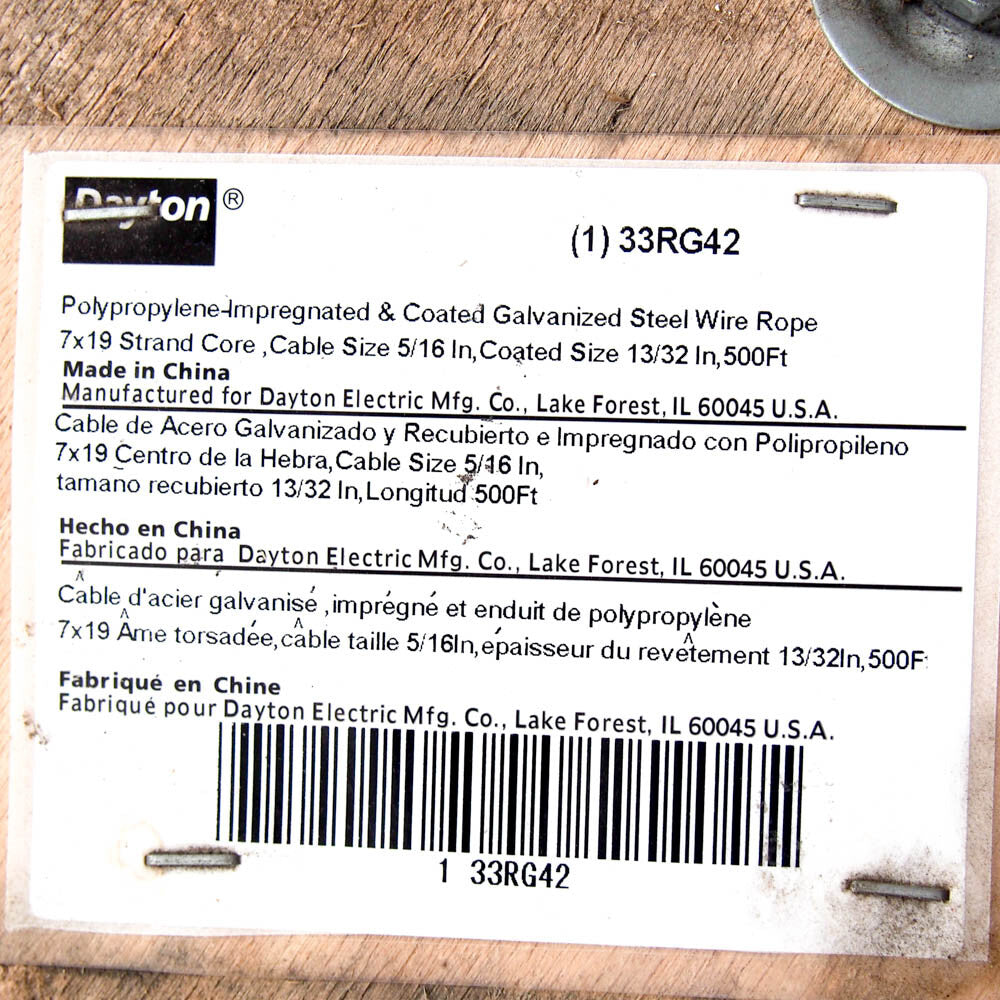 Dayton®
(1) 33RG42
Polypropylene-Impregnated & Coated Galvanized Steel Wire Rope
7x19 Strand Core ,Cable Size 5/16 In,Coated Size 13/32 In,500Ft
Made in China
Manufactured for Dayton Electric Mfg. Co., Lake Forest, IL 60045 U.S.A.
Cable de Acero Galvanizado y Recubierto e Impregnado con Polipropileno
7x19 Centro de la Hebra,Cable Size 5/16 In,
tamano recubierto 13/32 In,Longitud 500Ft
Hecho en China
Fabricado para Dayton Electric Mfg. Co., Lake Forest, IL 60045 U.S.A.
Câble d'acier galvanisé ,imprégné et enduit de polypropylène
7x19 Âme torsadée,câble taille 5/16In,épaisseur du revêtement 13/32In,500Ft
Fabriqué en Chine
Fabriqué pour Dayton Electric Mfg. Co., Lake Forest, IL 60045 U.S.A.
1 33RG42